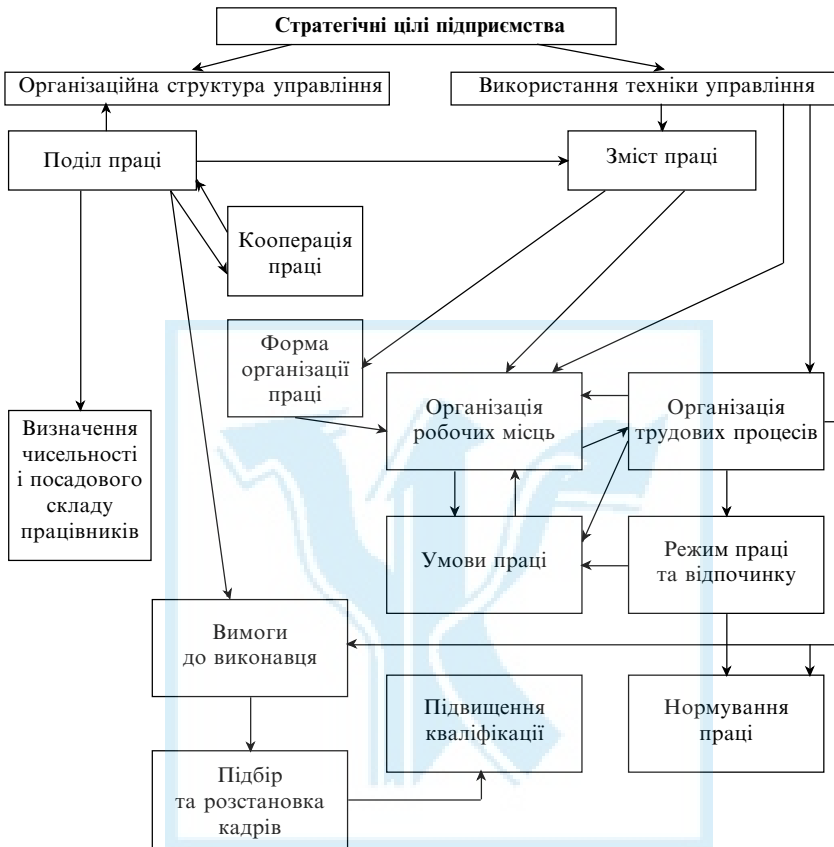 Стратегічні цілі підприємства
Організаційна структура управління
Використання техніки управління
Поділ праці
Зміст праці
Кооперація
праці
Форма
організації
праці
Організація
робочих місць
Організація
трудових процесів
Визначення
чисельності
і посадового
складу
працівників
Умови праці
Режим праці
та відпочинку
Вимоги
до виконавця
Підвищення
кваліфікації
Нормування
праці
Підбір
та розстановка
кадрів